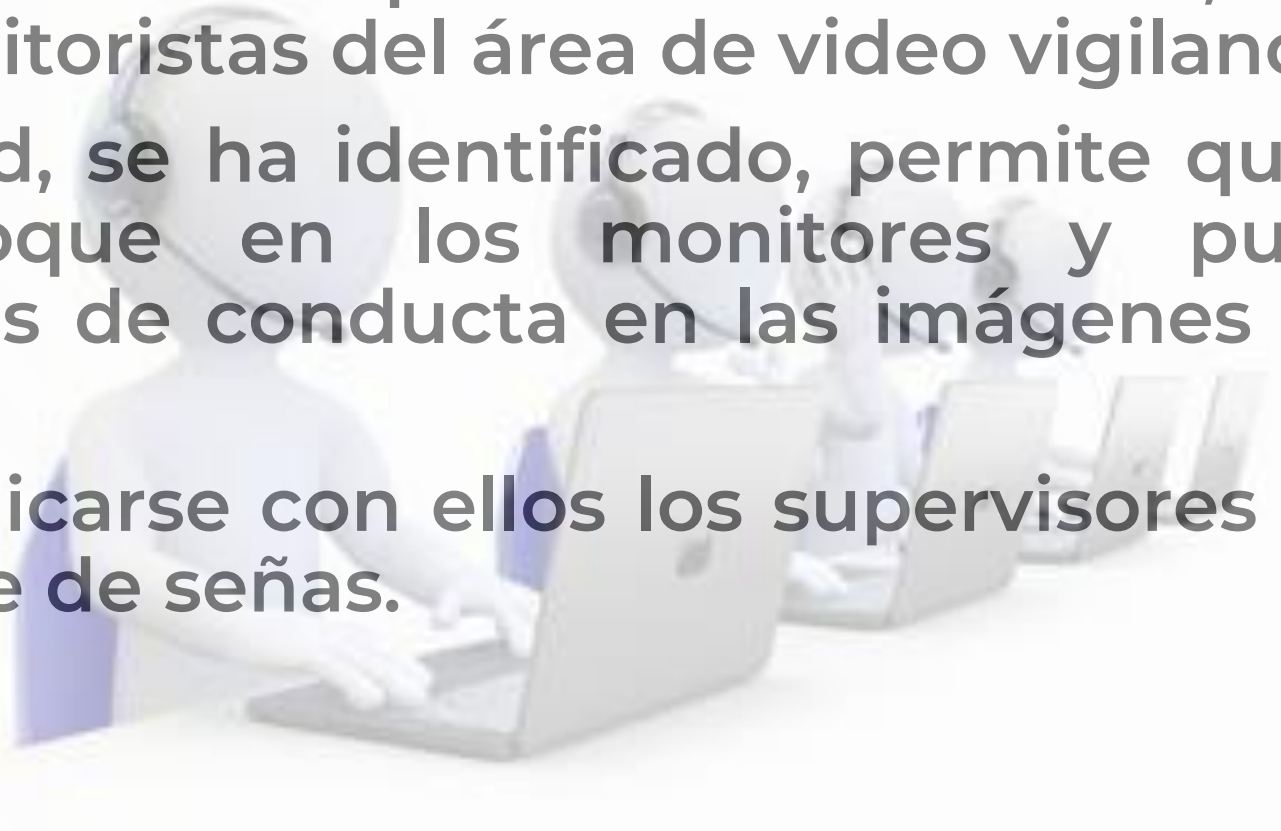 itoristas del área de video vigilanc
d, se ha identificado, permite qu
oque en los monitores y pu
s de conducta en las imágenes
icarse con ellos los supervisores
e de señas.